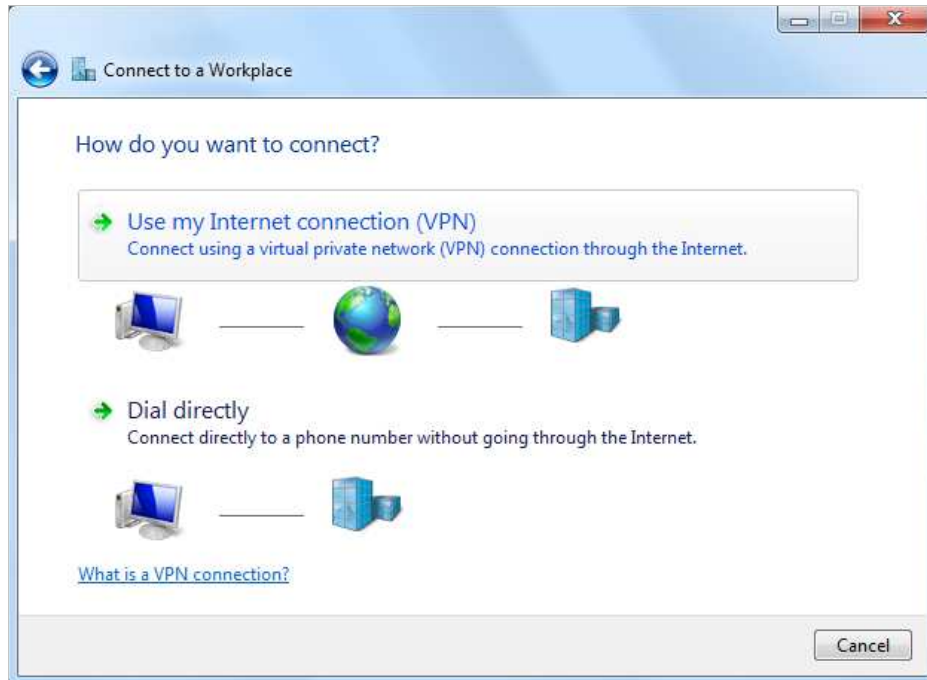 Connect to a Workplace
How do you want to connect?
Use my Internet connection (VPN)
Connect using a virtual private network (VPN) connection through the Internet.
Dial directly
Connect directly to a phone number without going through the Internet.
What is a VPN connection?
Cancel